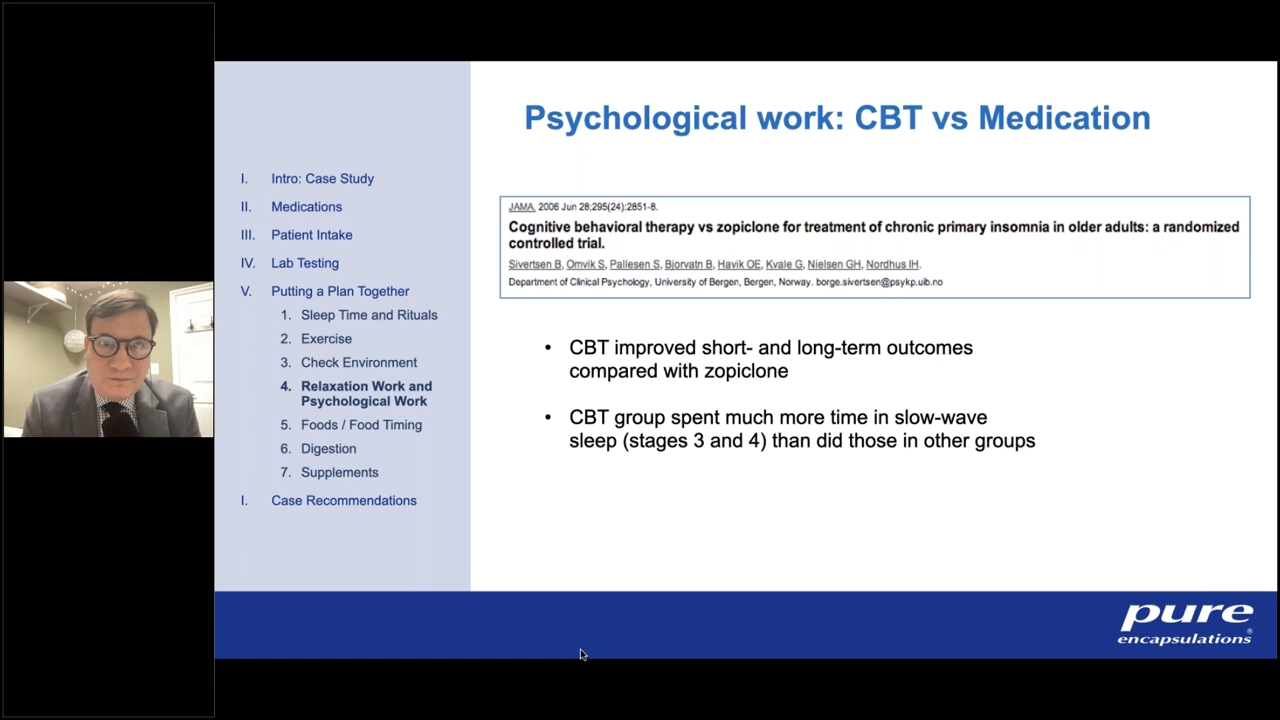 Psychological work: CBT vs Medication
I. Intro: Case Study
II. Medications
III. Patient Intake
IV. Lab Testing
V. Putting a Plan Together
1. Sleep Time and Rituals
2. Exercise
3. Check Environment
4. Relaxation Work and
Psychological Work
5. Foods / Food Timing
6. Digestion
7. Supplements
I. Case Recommendations
JAMA. 2006 Jun 28;295(24):2851-8.
Cognitive behavioral therapy vs zopiclone for treatment of chronic primary insomnia in older adults: a randomized
controlled trial.
Sivertsen B, Omvik S, Pallesen S, Bjorvatn B, Havik OE, Kvale G, Nielsen GH, Nordhus IH.
Department of Clinical Psychology, University of Bergen, Bergen, Norway. borge.sivertsen@psykp.uib.no
• CBT improved short- and long-term outcomes
compared with zopiclone
• CBT group spent much more time in slow-wave
sleep (stages 3 and 4) than did those in other groups
pure
encapsulations®